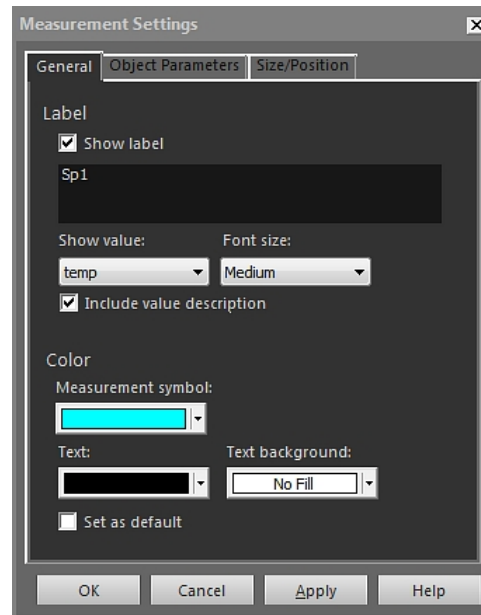 Measurement Settings
General Object Parameters Size/Position
Label
Show label
Sp1
Show value: Font size:
temp Medium
Include value description
Color
Measurement symbol:
Text: Text background:
No Fill
Set as default
OK Cancel Apply Help